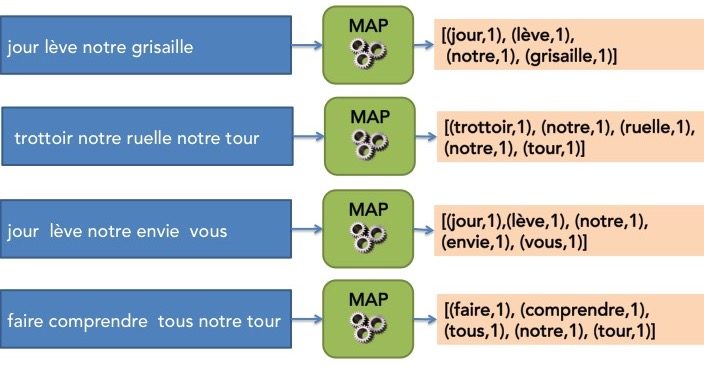 jour lève notre grisaille
MAP
[(jour,1), (lève,1),
(notre,1), (grisaille,1)]
trottoir notre ruelle notre tour
MAP
[(trottoir,1), (notre,1), (ruelle,1),
(notre,1), (tour,1)]
jour lève notre envie vous
MAP
[(jour,1),(lève,1), (notre,1),
(envie,1), (vous,1)]
faire comprendre tous notre tour
MAP
[(faire,1), (comprendre,1),
(tous,1), (notre,1), (tour,1)]